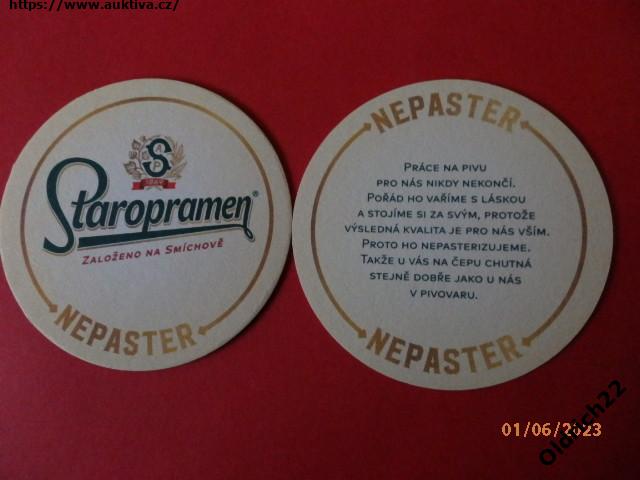 https://www.auktiva.cz/
S
Staropramen®
ZALOŽENO NA SMÍCHOVĚ
NEPASTER
NEPASTER
PRÁCE NA PIVU
PRO NÁS NIKDY NEKONČÍ.
POŘÁD HO VAŘÍME S LÁSKOU
A STOJÍME SI ZA SVÝM, PROTOŽE
VÝSLEDNÁ KVALITA JE PRO NÁS VŠÍM.
PROTO HO NEPASTERIZUJEME.
TAKŽE U VÁS NA ČEPU CHUTNÁ
STEJNĚ DOBŘE JAKO U NÁS
V PIVOVARU.
NEPASTER
01/06/2023
Oldrich22